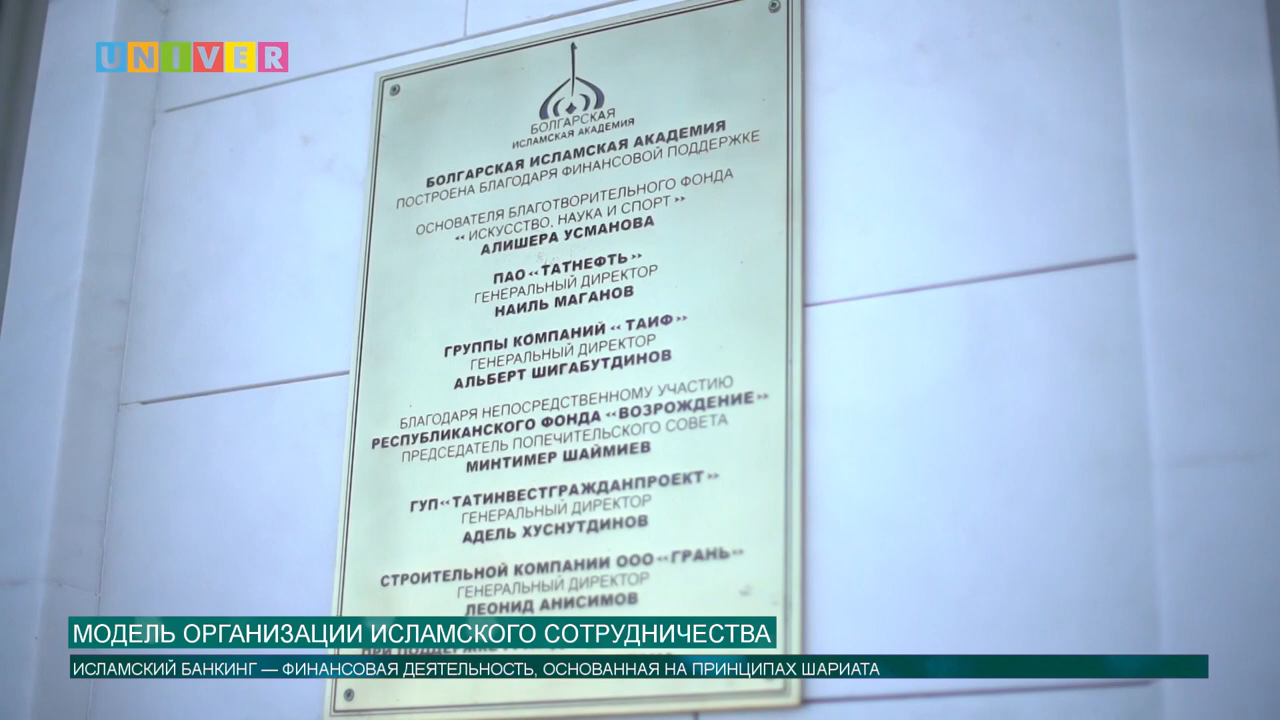 UNIVER
БОЛГАРСКАЯ
ИСЛАМСКАЯ АКАДЕМИЯ
БОЛГАРСКАЯ ИСЛАМСКАЯ АКАДЕМИЯ
ПОСТРОЕНА БЛАГОДАРЯ ФИНАНСОВОЙ ПОДДЕРЖКЕ
ОСНОВАТЕЛЯ БЛАГОТВОРИТЕЛЬНОГО ФОНДА
«ИСКУССТВО, НАУКА И СПОРТ»
АЛИШЕРА УСМАНОВА
ПАО «ТАТНЕФТЬ»
ГЕНЕРАЛЬНЫЙ ДИРЕКТОР
НАИЛЬ МАГАНОВ
ГРУППЫ КОМПАНИЙ «ТАИФ»
ГЕНЕРАЛЬНЫЙ ДИРЕКТОР
АЛЬБЕРТ ШИГАБУТДИНОВ
БЛАГОДАРЯ НЕПОСРЕДСТВЕННОМУ УЧАСТИЮ
РЕСПУБЛИКАНСКОГО ФОНДА «ВОЗРОЖДЕНИЕ»
ПРЕДСЕДАТЕЛЬ ПОПЕЧИТЕЛЬСКОГО СОВЕТА
МИНТИМЕР ШАЙМИЕВ
ГУП «ТАТИНВЕСТГРАЖДАНПРОЕКТ»
ГЕНЕРАЛЬНЫЙ ДИРЕКТОР
АДЕЛЬ ХУСНУТДИНОВ
СТРОИТЕЛЬНОЙ КОМПАНИИ ООО «ГРАНЬ»
ГЕНЕРАЛЬНЫЙ ДИРЕКТОР
ЛЕОНИД АНИСИМОВ
ПРИ ПОДДЕРЖКЕ
МОДЕЛЬ ОРГАНИЗАЦИИ ИСЛАМСКОГО СОТРУДНИЧЕСТВА
ИСЛАМСКИЙ БАНКИНГ — ФИНАНСОВАЯ ДЕЯТЕЛЬНОСТЬ, ОСНОВАННАЯ НА ПРИНЦИПАХ ШАРИАТА